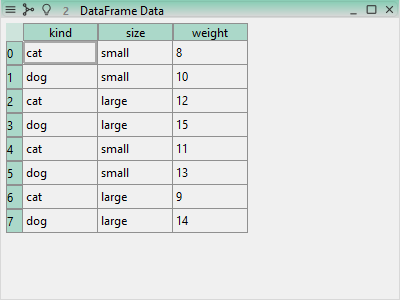 2 DataFrame Data
kind size weight
0 cat small 8
1 dog small 10
2 cat large 12
3 dog large 15
4 cat small 11
5 dog small 13
6 cat large 9
7 dog large 14